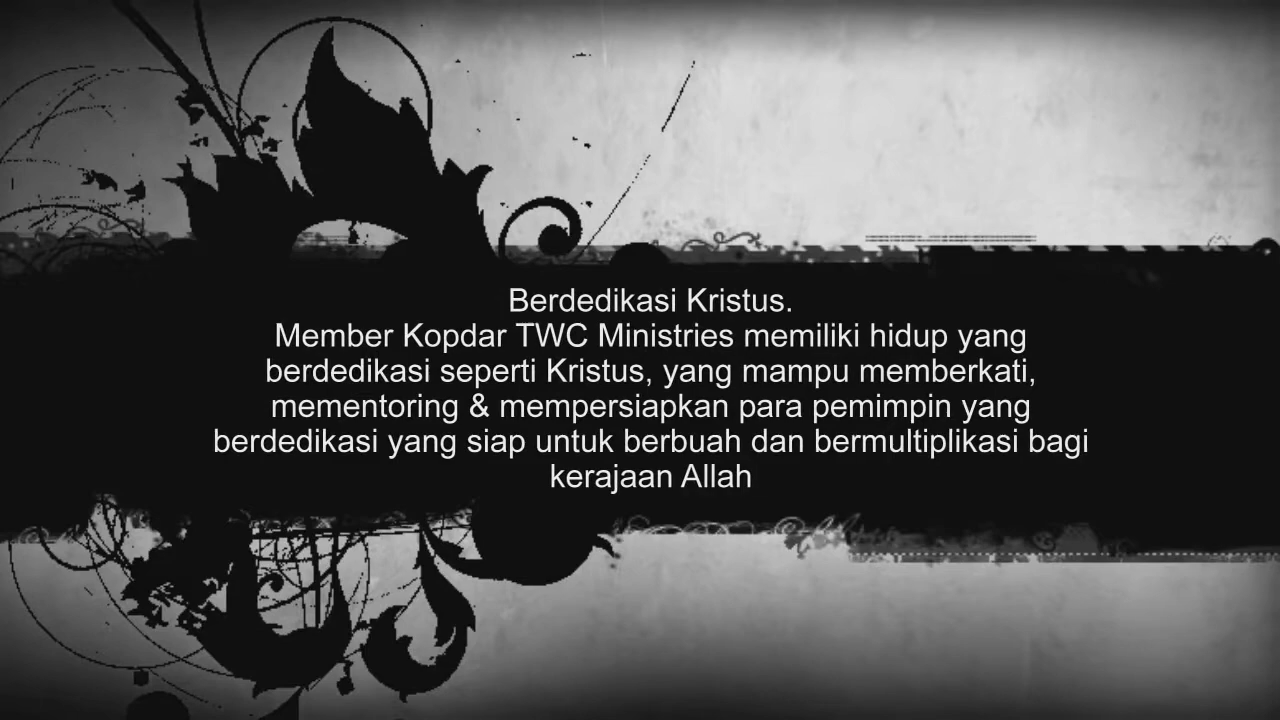 Berdedikasi Kristus.
Member Kopdar TWC Ministries memiliki hidup yang
berdedikasi seperti Kristus, yang mampu memberkati,
mementoring & mempersiapkan para pemimpin yang
berdedikasi yang siap untuk berbuah dan bermultiplikasi bagi
kerajaan Allah